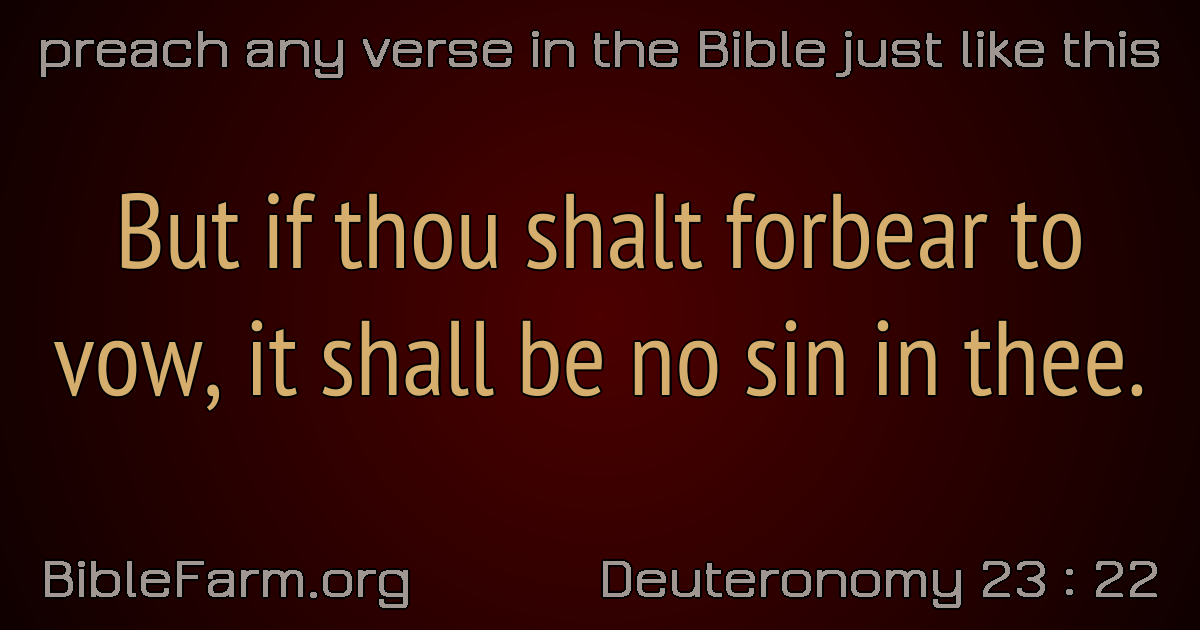 preach any verse in the Bible just like this
But if thou shalt forbear to
vow, it shall be no sin in thee.
BibleFarm.org
Deuteronomy 23 : 22